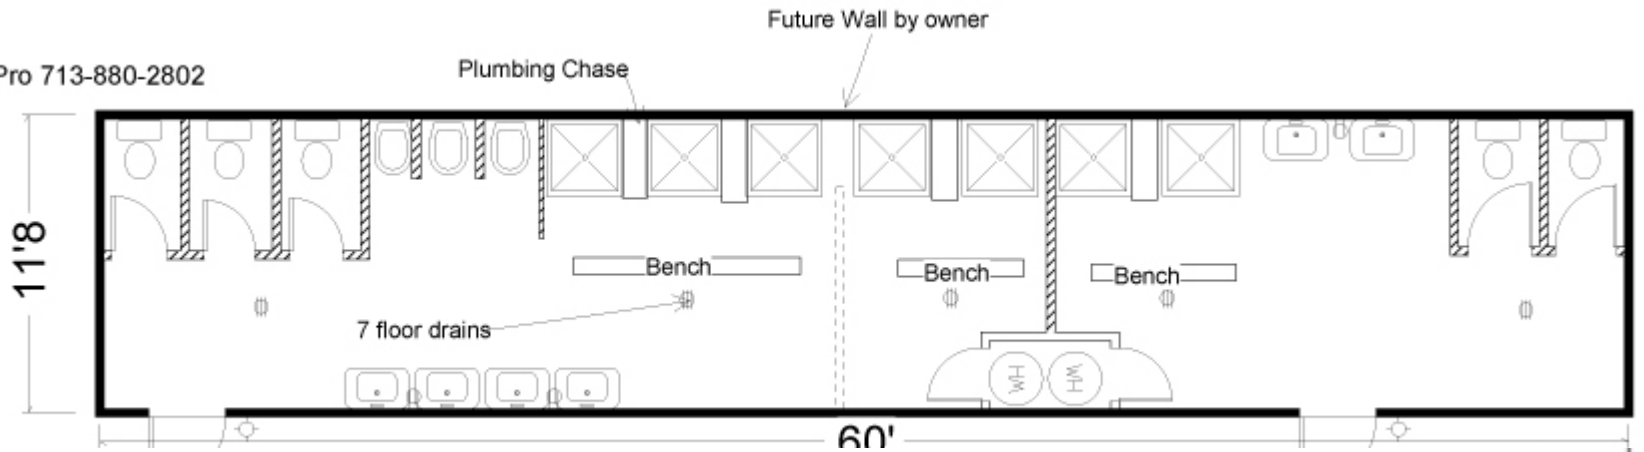 Future Wall by owner
Plumbing Chase
Pro 713-880-2802
11'8
Bench
Bench
Bench
7 floor drains
WH
WH
60'